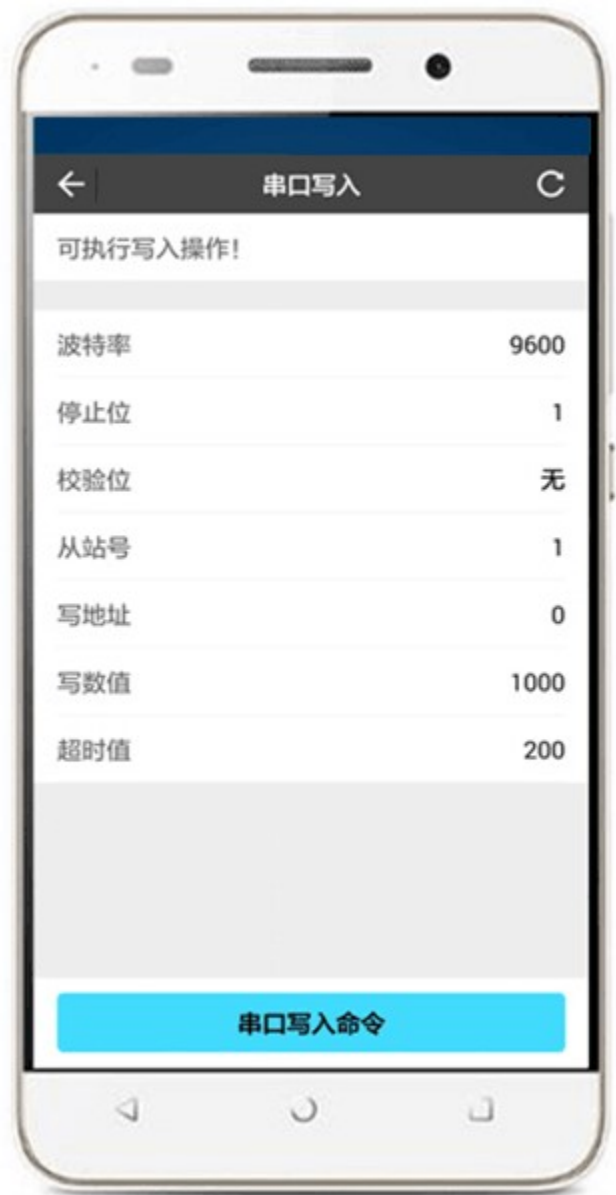 串口写入
可执行写入操作!
波特率 9600
停止位 1
校验位 无
从站号 1
写地址 0
写数值 1000
超时值 200
串口写入命令